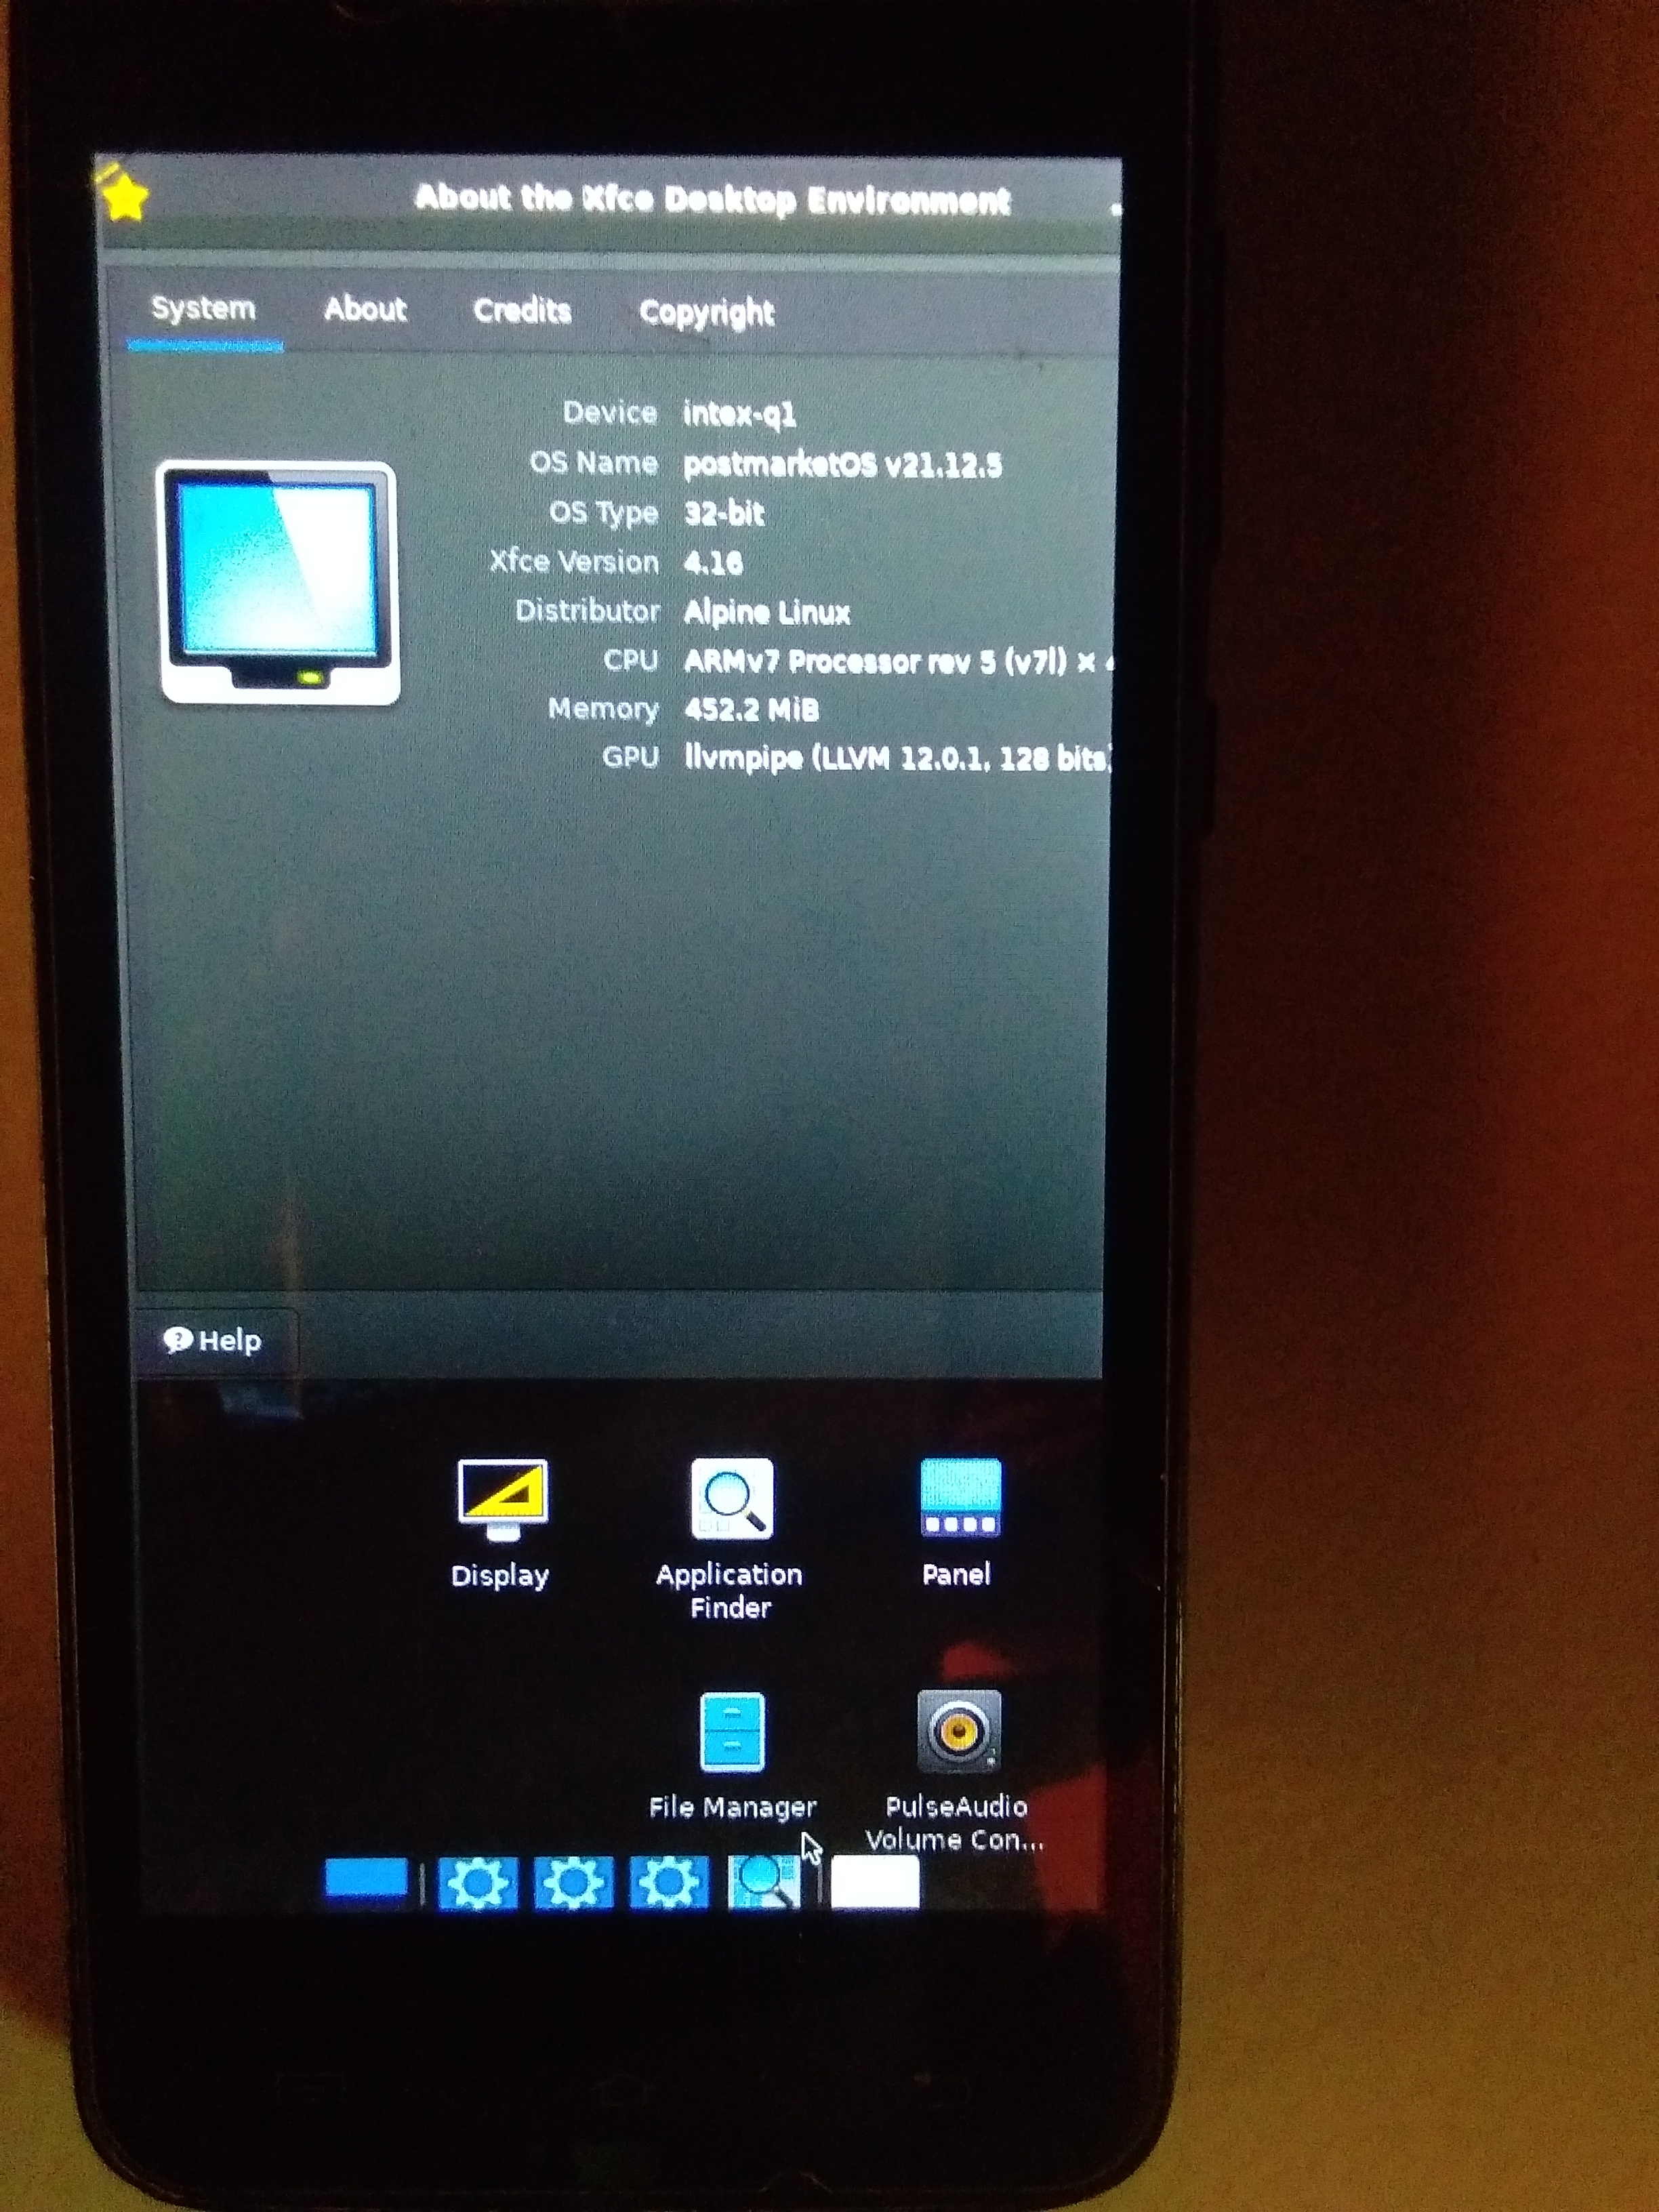 About the Xfce Desktop Environment
System About Credits Copyright
Device intex-q1
OS Name postmarketOS v21.12.5
OS Type 32-bit
Xfce Version 4.16
Distributor Alpine Linux
CPU ARMv7 Processor rev 5 (v7l) ×
Memory 452.2 MiB
GPU llvmpipe (LLVM 12.0.1, 128 bits)
Help
Display Application Panel
Finder
File Manager PulseAudio
Volume Con...